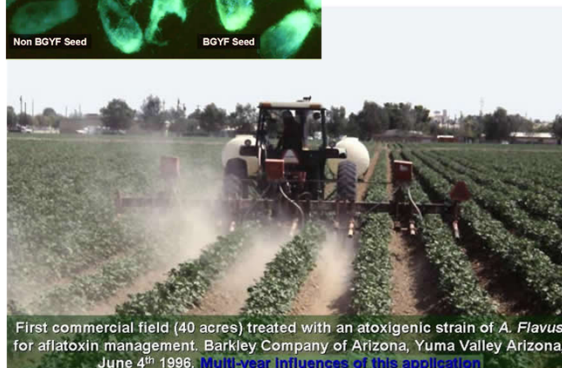 Non BGYF Seed
BGYF Seed
First commercial field (40 acres) treated with an atoxigenic strain of A. Flavus
for aflatoxin management. Barkley Company of Arizona, Yuma Valley Arizona
June 4th 1996. Multi-year Influences of this application